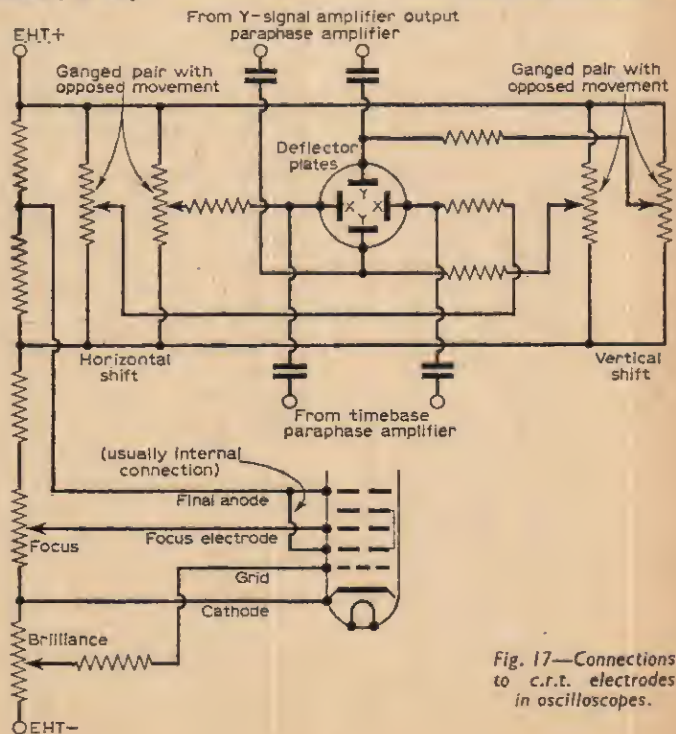 From Y-signal amplifier output
paraphase amplifier
EHT+
Ganged pair with
opposed movement
Ganged pair with
opposed movement
Deflector
plates
Y
X X
Y
Horizontal
shift
Vertical
shift
From timebase
paraphase amplifier
(usually internal
connection)
Final anode
Focus electrode
Focus
Grid
Cathode
Brilliance
EHT−
Fig. 17—Connections
to c.r.t. electrodes
in oscilloscopes.